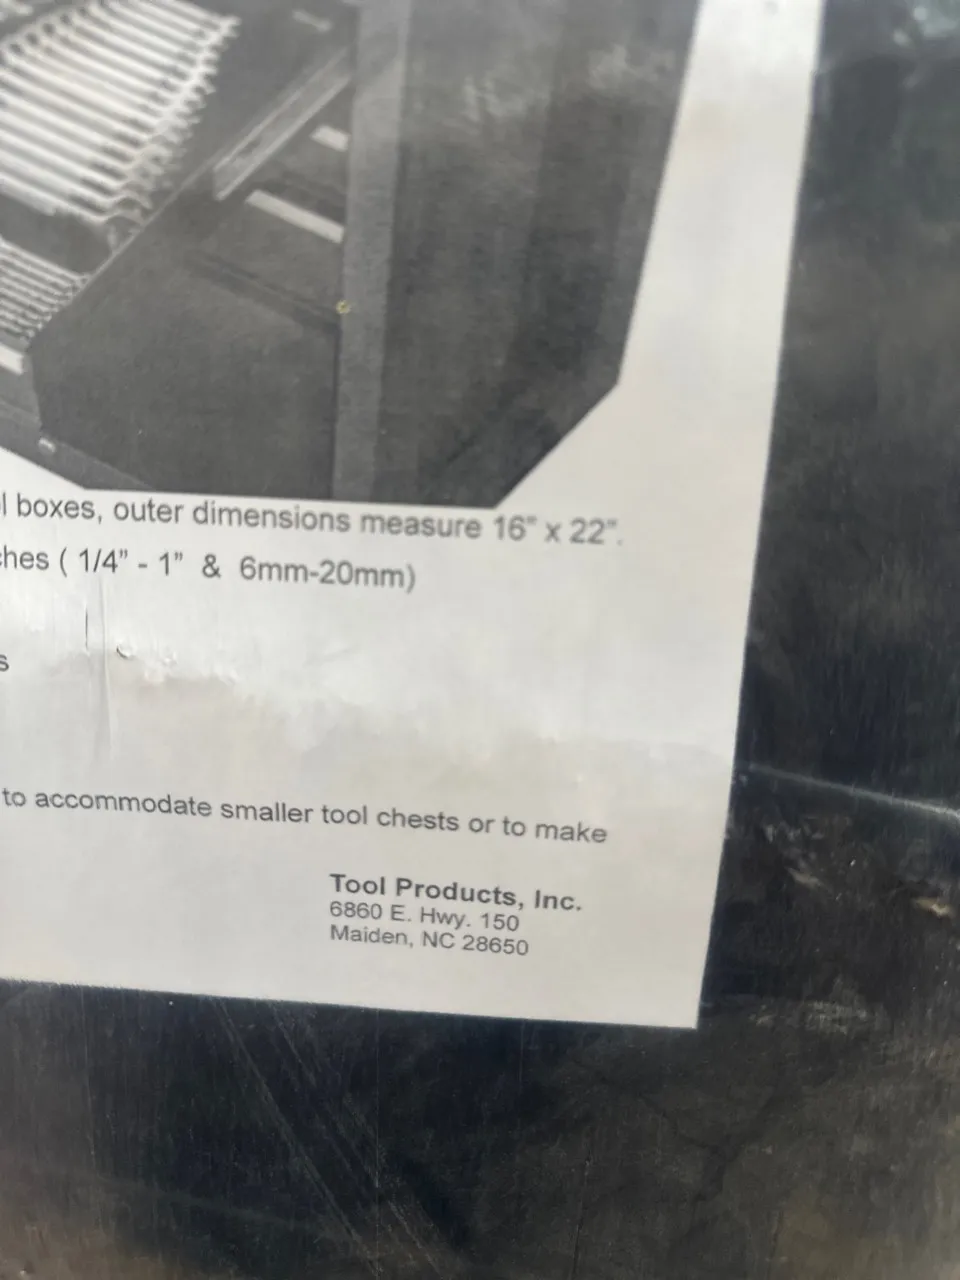 boxes, outer dimensions measure 16" x 22".
( 1/4" - 1" & 6mm-20mm)
to accommodate smaller tool chests or to make
Tool Products, Inc.
6860 E. Hwy. 150
Maiden, NC 28650